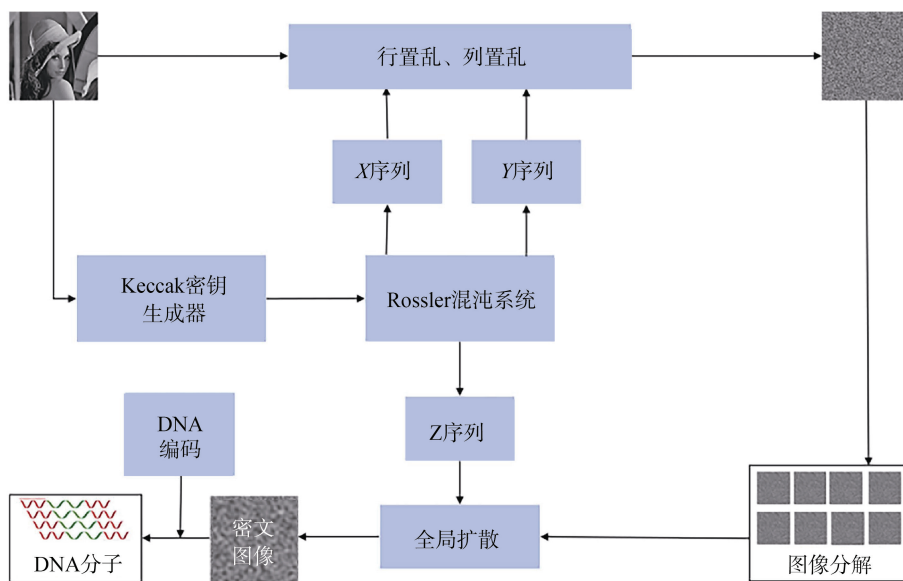 行置乱、列置乱
X序列
Y序列
Keccak密钥
生成器
Rossler混沌系统
DNA
编码
Z序列
DNA分子
密文
图像
全局扩散
图像分解